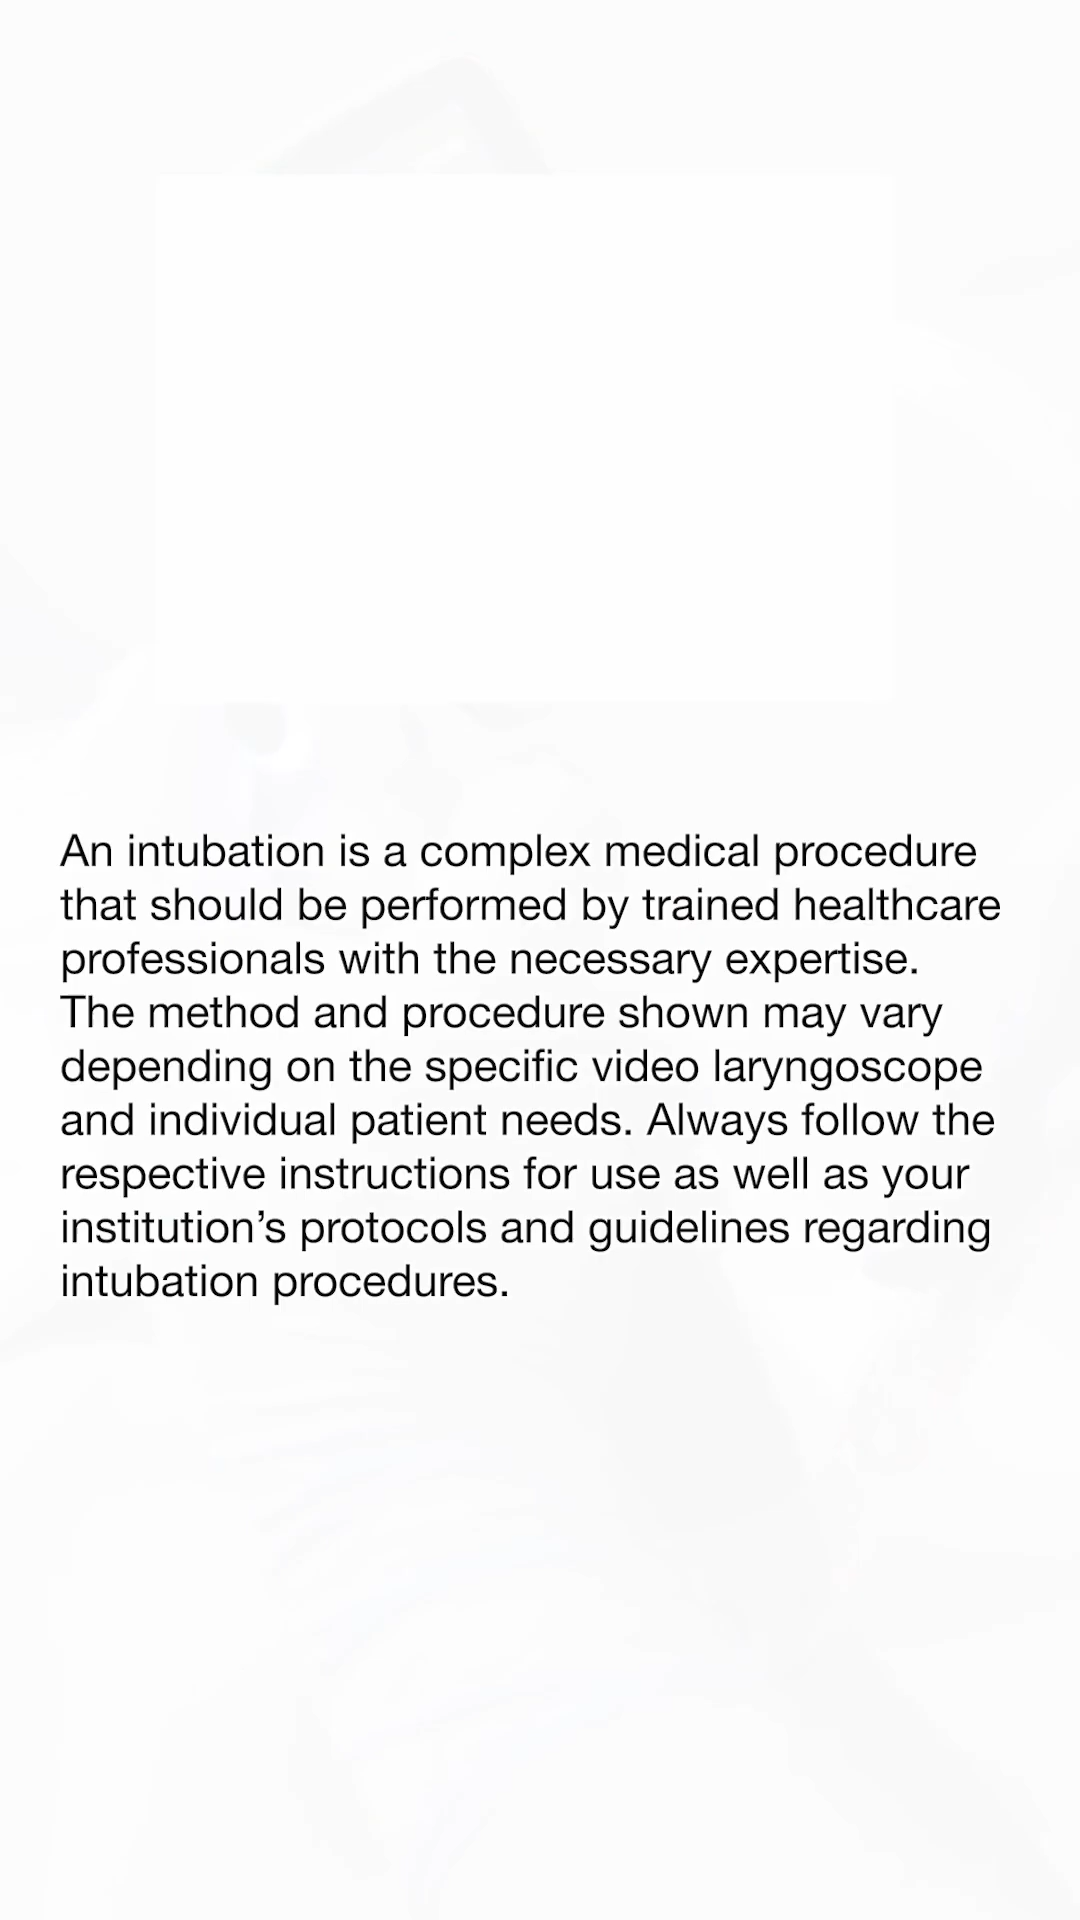 An intubation is a complex medical procedure
that should be performed by trained healthcare
professionals with the necessary expertise.
The method and procedure shown may vary
depending on the specific video laryngoscope
and individual patient needs. Always follow the
respective instructions for use as well as your
institution’s protocols and guidelines regarding
intubation procedures.